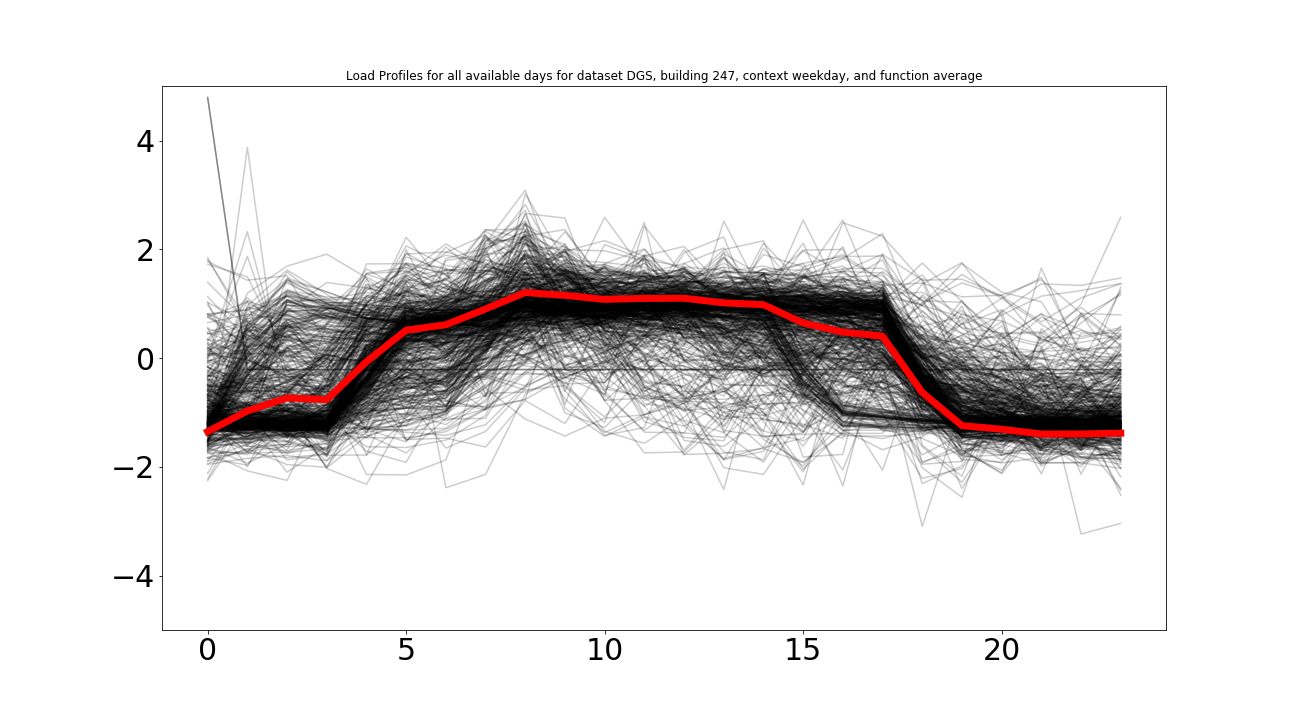 Load Profiles for all available days for dataset DGS, building 247, context weekday, and function average
4
2
0
−2
−4
0 5 10 15 20